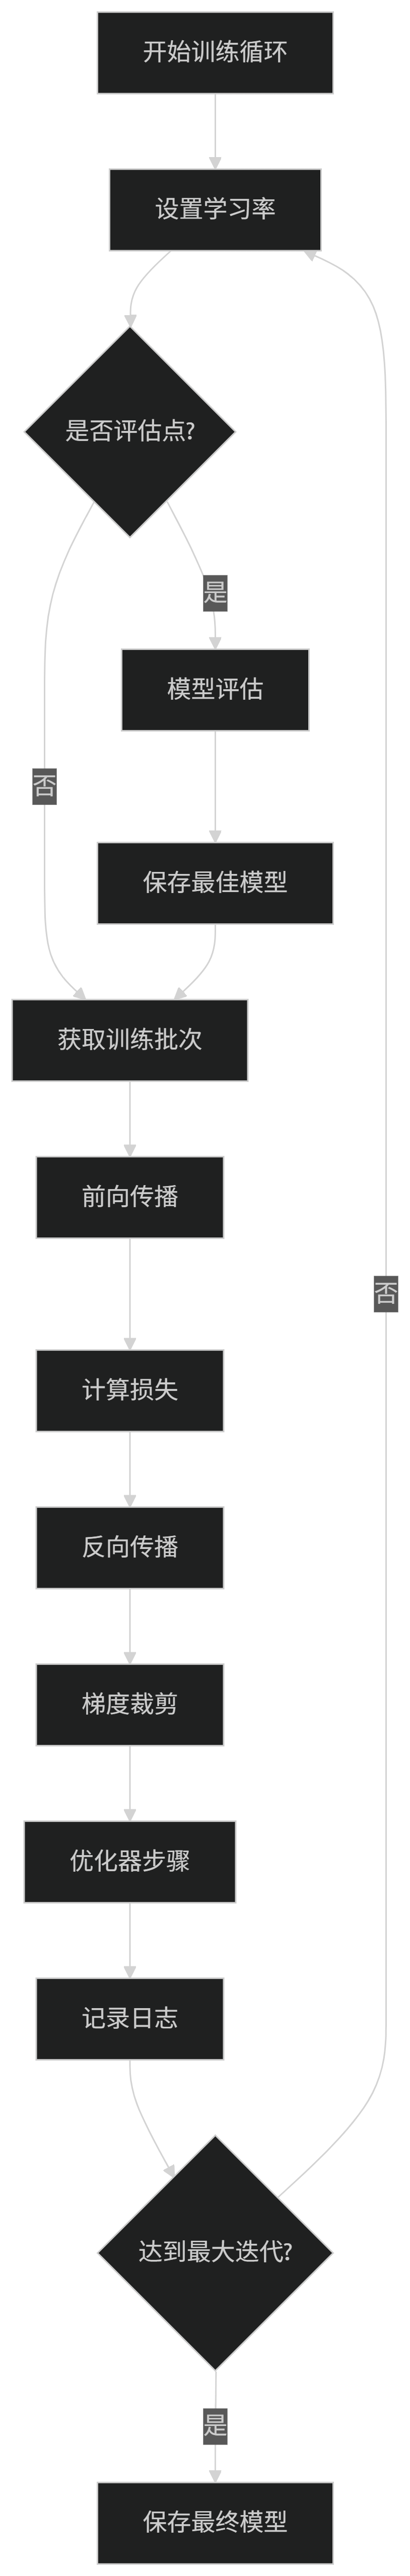 开始训练循环
设置学习率
是否评估点?
是
模型评估
否
保存最佳模型
获取训练批次
前向传播
否
计算损失
反向传播
梯度裁剪
优化器步骤
记录日志
达到最大迭代?
是
保存最终模型